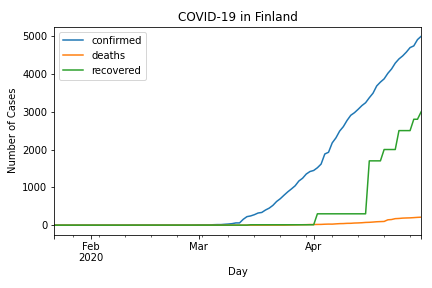 COVID-19 in Finland
confirmed
deaths
recovered
Number of Cases
5000
4000
3000
2000
1000
0
Feb
2020
Mar
Apr
Day